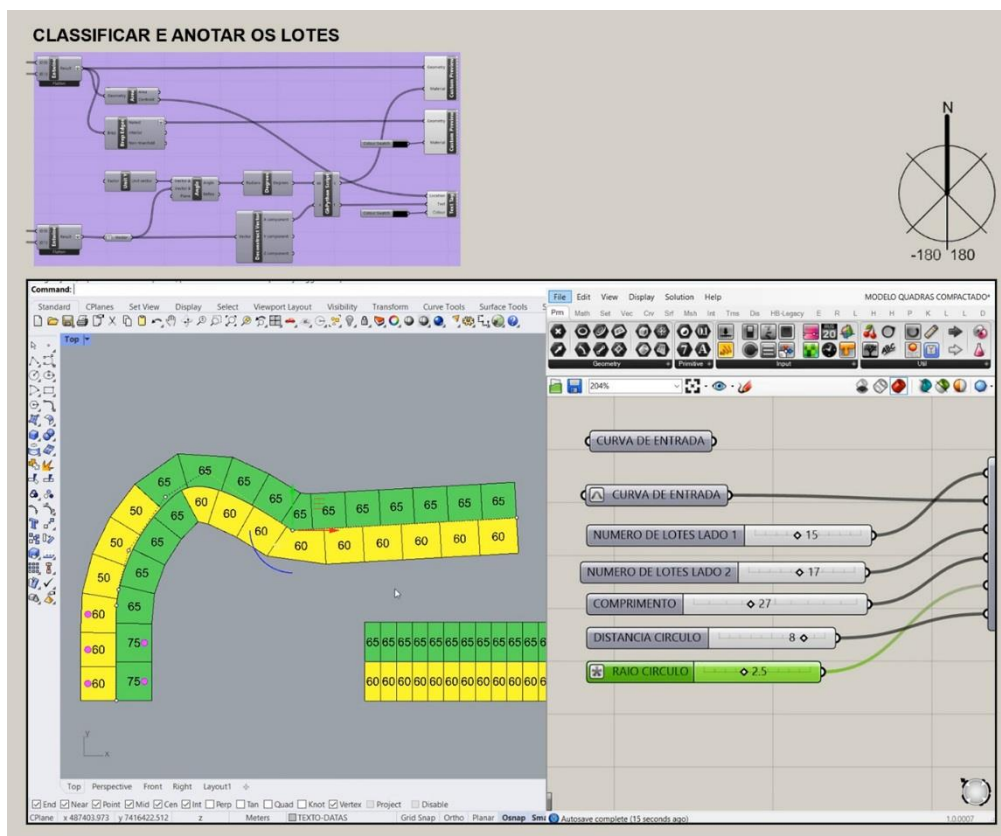 CLASSIFICAR E ANOTAR OS LOTES
N
-180 180
Command:
Standard CPlanes Set View Display Select Viewport Layout Visibility Transform Curve Tools Surface Tools S
Top
65 65 65 65 65 65 65 65 65 65
50 60 60 60 60 60 60 60 60 60
50 65
50 65
60 65
60 75
60 75
65 65 65 65 65 65 65 65 65 65 65 6
60 60 60 60 60 60 60 60 60 60 60 60
y
x
Top Perspective Front Right Layout1
End Near Point Mid Cen Int Perp Tan Quad Knot Vertex Project Disable
CPlane x 487403.973 y 7416422.512 z Meters TEXTO-DATAS Grid Snap Ortho Planar Osnap Sma
File Edit View Display Solution Help MODELO QUADRAS COMPACTADO*
Prm Math Set Vec Crv Srf Msh Int Trns Dis HB-Legacy E R L H H P K L L D
Geometry Primitive Input Util
204%
CURVA DE ENTRADA
CURVA DE ENTRADA
NUMERO DE LOTES LADO 1 15
NUMERO DE LOTES LADO 2 17
COMPRIMENTO 27
DISTANCIA CIRCULO 8
RAIO CIRCULO 2.5
Autosave complete (15 seconds ago) 1.0.0007